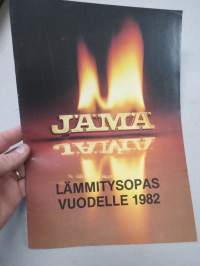 JÄMÄ
LÄMMITYSOPAS
VUODELLE 1982